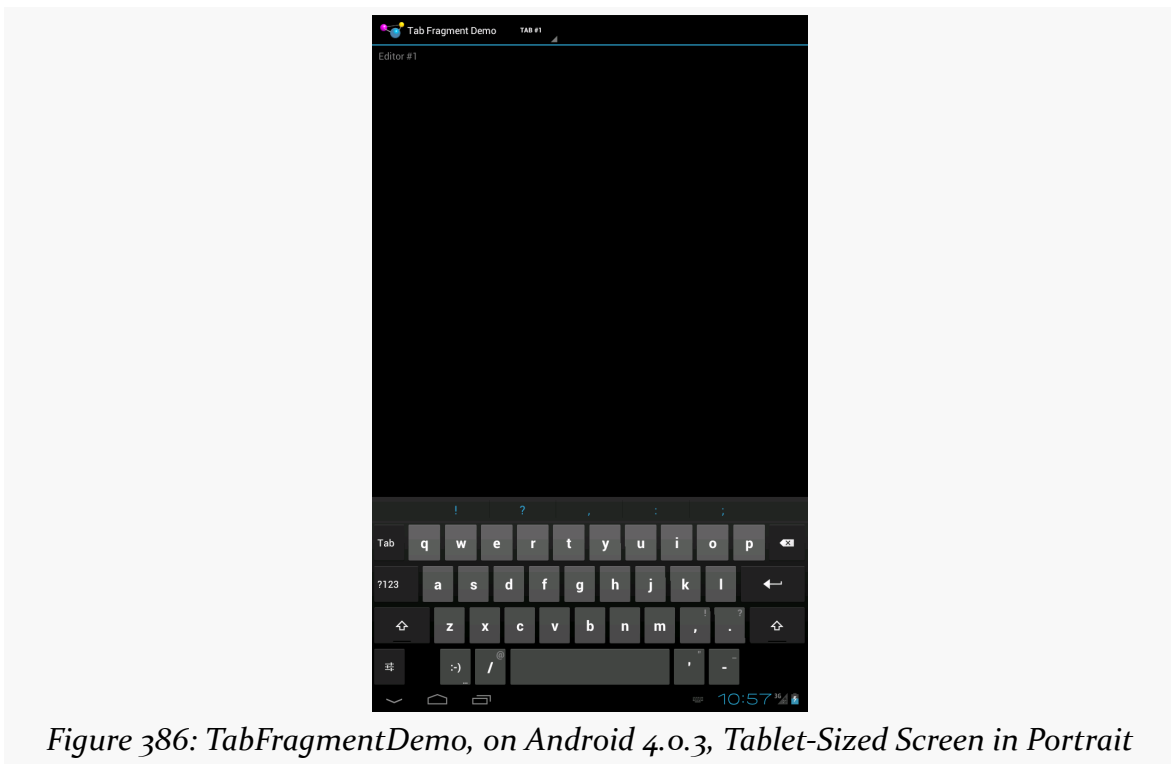 Tab Fragment Demo TAB #1
Editor #1
! ? , : ;
Tab q w e r t y u i o p
?123 a s d f g h j k l
z x c v b n m , ! . ?
:-) / @ ' " - _
10:57 3G
Figure 386: TabFragmentDemo, on Android 4.0.3, Tablet-Sized Screen in Portrait